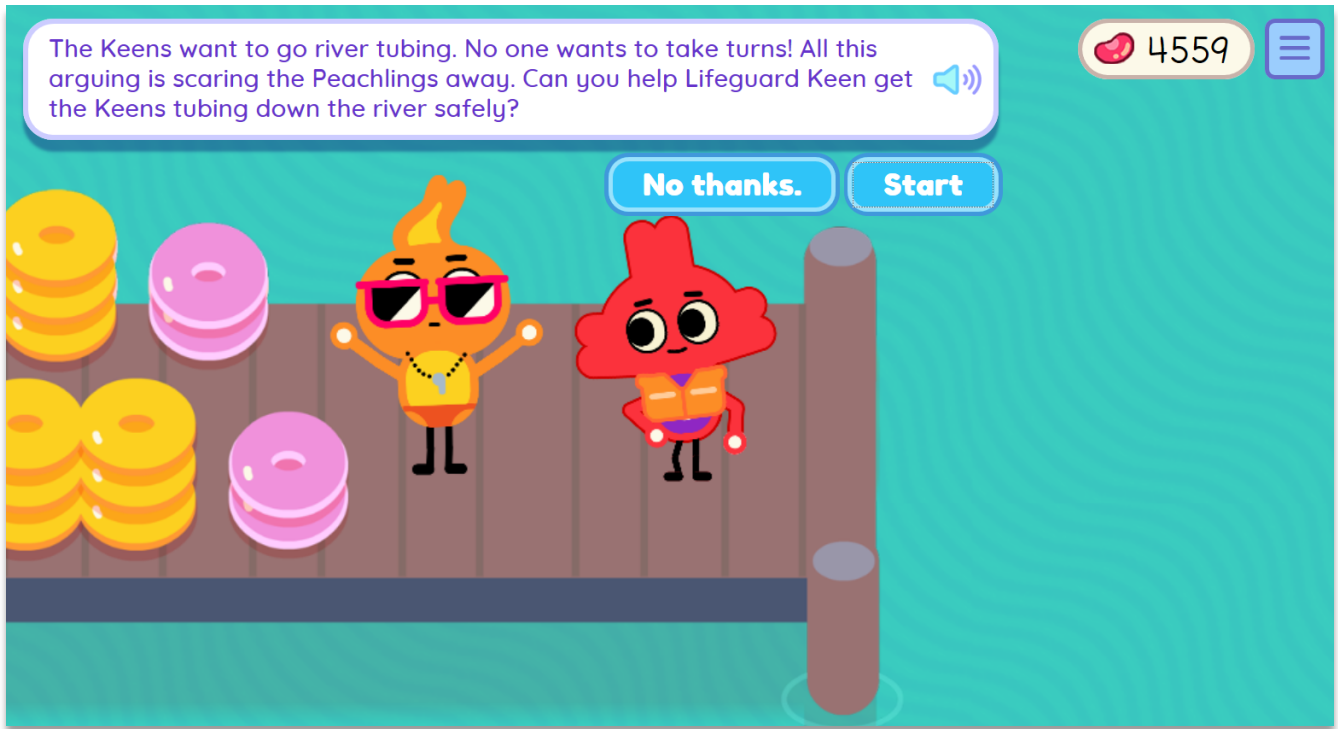 The Keens want to go river tubing. No one wants to take turns! All this
arguing is scaring the Peachlings away. Can you help Lifeguard Keen get
the Keens tubing down the river safely?
4559
No thanks.
Start